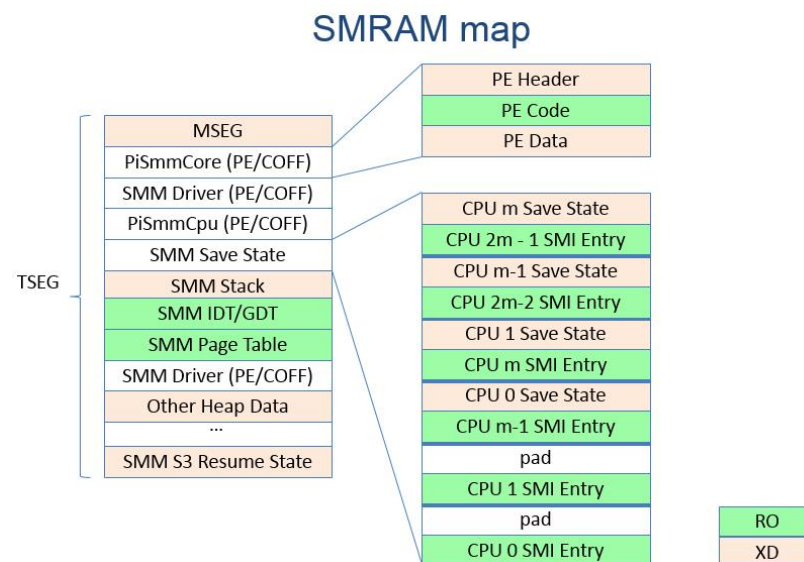 SMRAM map
TSEG
MSEG
PiSmmCore (PE/COFF)
SMM Driver (PE/COFF)
PiSmmCpu (PE/COFF)
SMM Save State
SMM Stack
SMM IDT/GDT
SMM Page Table
SMM Driver (PE/COFF)
Other Heap Data
...
SMM S3 Resume State
PE Header
PE Code
PE Data
CPU m Save State
CPU 2m - 1 SMI Entry
CPU m-1 Save State
CPU 2m-2 SMI Entry
CPU 1 Save State
CPU m SMI Entry
CPU 0 Save State
CPU m-1 SMI Entry
pad
CPU 1 SMI Entry
pad
CPU 0 SMI Entry
RO
XD